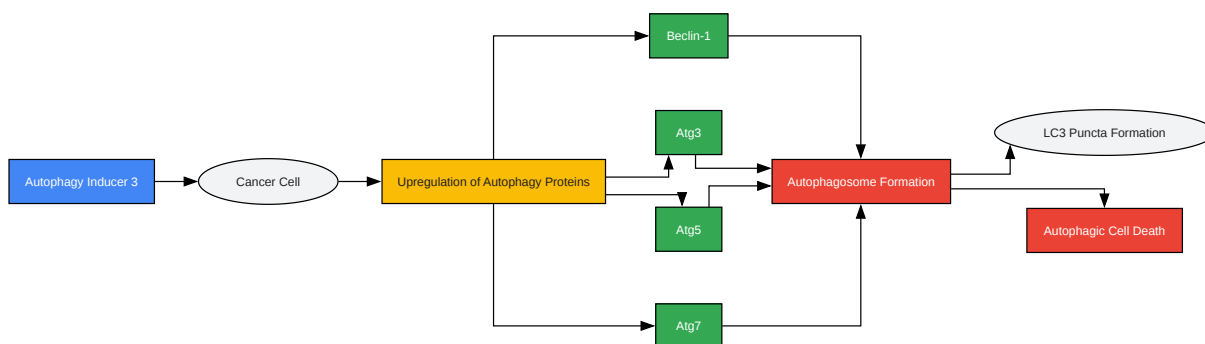 Autophagy Inducer 3
Cancer Cell
Upregulation of Autophagy Proteins
Beclin-1
Atg3
Atg5
Atg7
Autophagosome Formation
LC3 Puncta Formation
Autophagic Cell Death